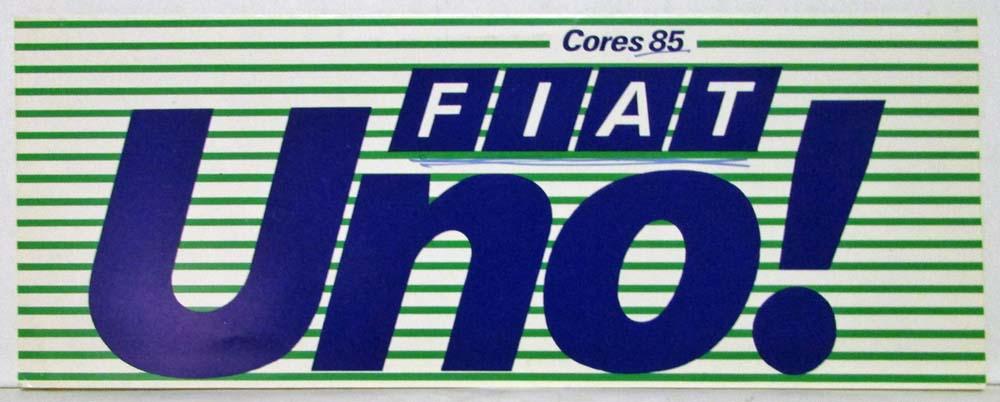 Cores 85
FIAT
Uno!